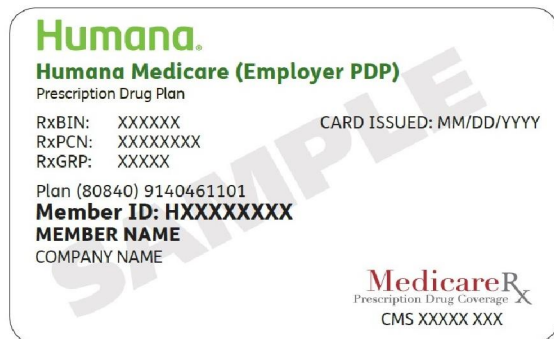 Humana.
Humana Medicare (Employer PDP)
Prescription Drug Plan
RxBIN: XXXXXX
CARD ISSUED: MM/DD/YYYY
RxPCN: XXXXXXXX
RxGRP: XXXXX
Plan (80840) 9140461101
Member ID: HXXXXXXXX
MEMBER NAME
COMPANY NAME
SAMPLE
MedicareRx
Prescription Drug Coverage
CMS XXXXX XXX